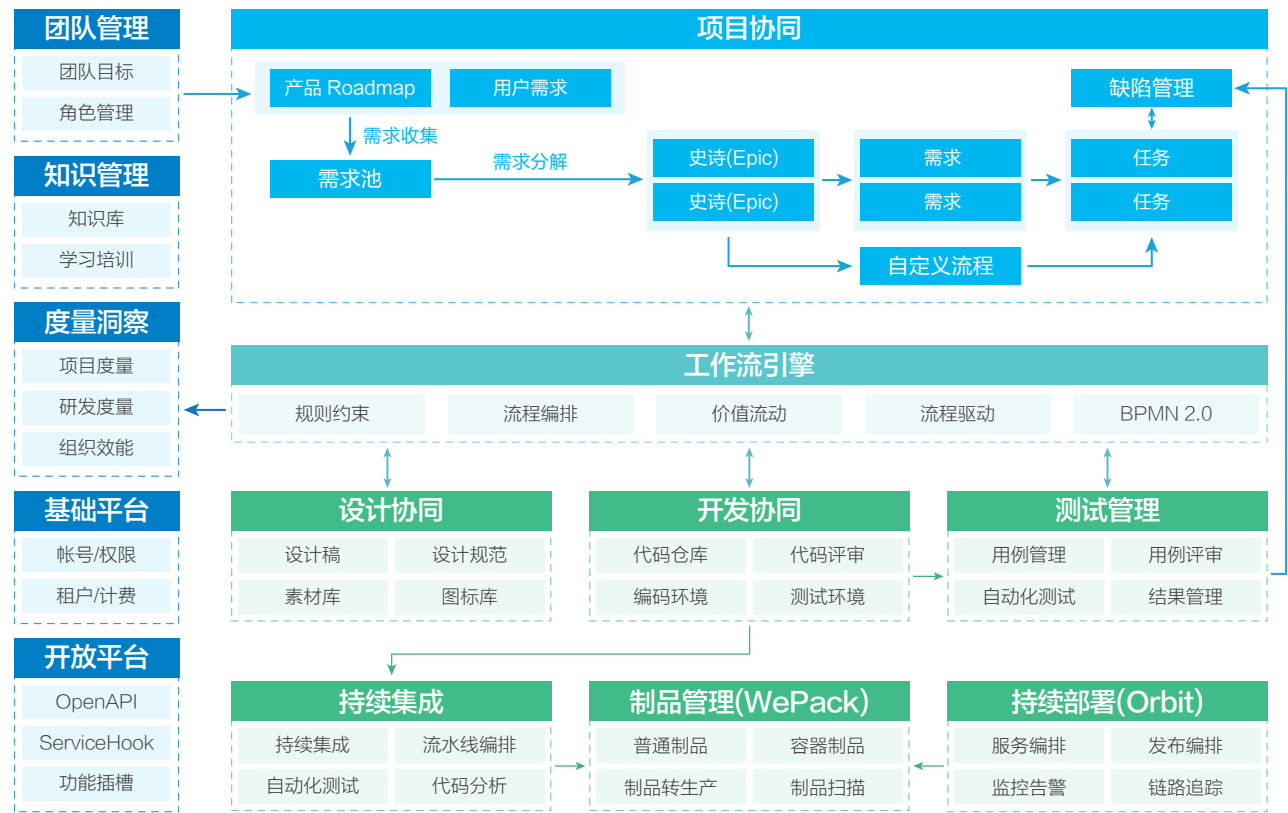 团队管理
团队目标
角色管理
知识管理
知识库
学习培训
度量洞察
项目度量
研发度量
组织效能
基础平台
帐号/权限
租户/计费
开放平台
OpenAPI
ServiceHook
功能插槽
项目协同
产品 Roadmap
用户需求
缺陷管理
需求收集
需求池
需求分解
史诗(Epic)
需求
任务
史诗(Epic)
需求
任务
自定义流程
工作流引擎
规则约束
流程编排
价值流动
流程驱动
BPMN 2.0
设计协同
设计稿
设计规范
素材库
图标库
开发协同
代码仓库
代码评审
编码环境
测试环境
测试管理
用例管理
用例评审
自动化测试
结果管理
持续集成
持续集成
流水线编排
自动化测试
代码分析
制品管理(WePack)
普通制品
容器制品
制品转生产
制品扫描
持续部署(Orbit)
服务编排
发布编排
监控告警
链路追踪